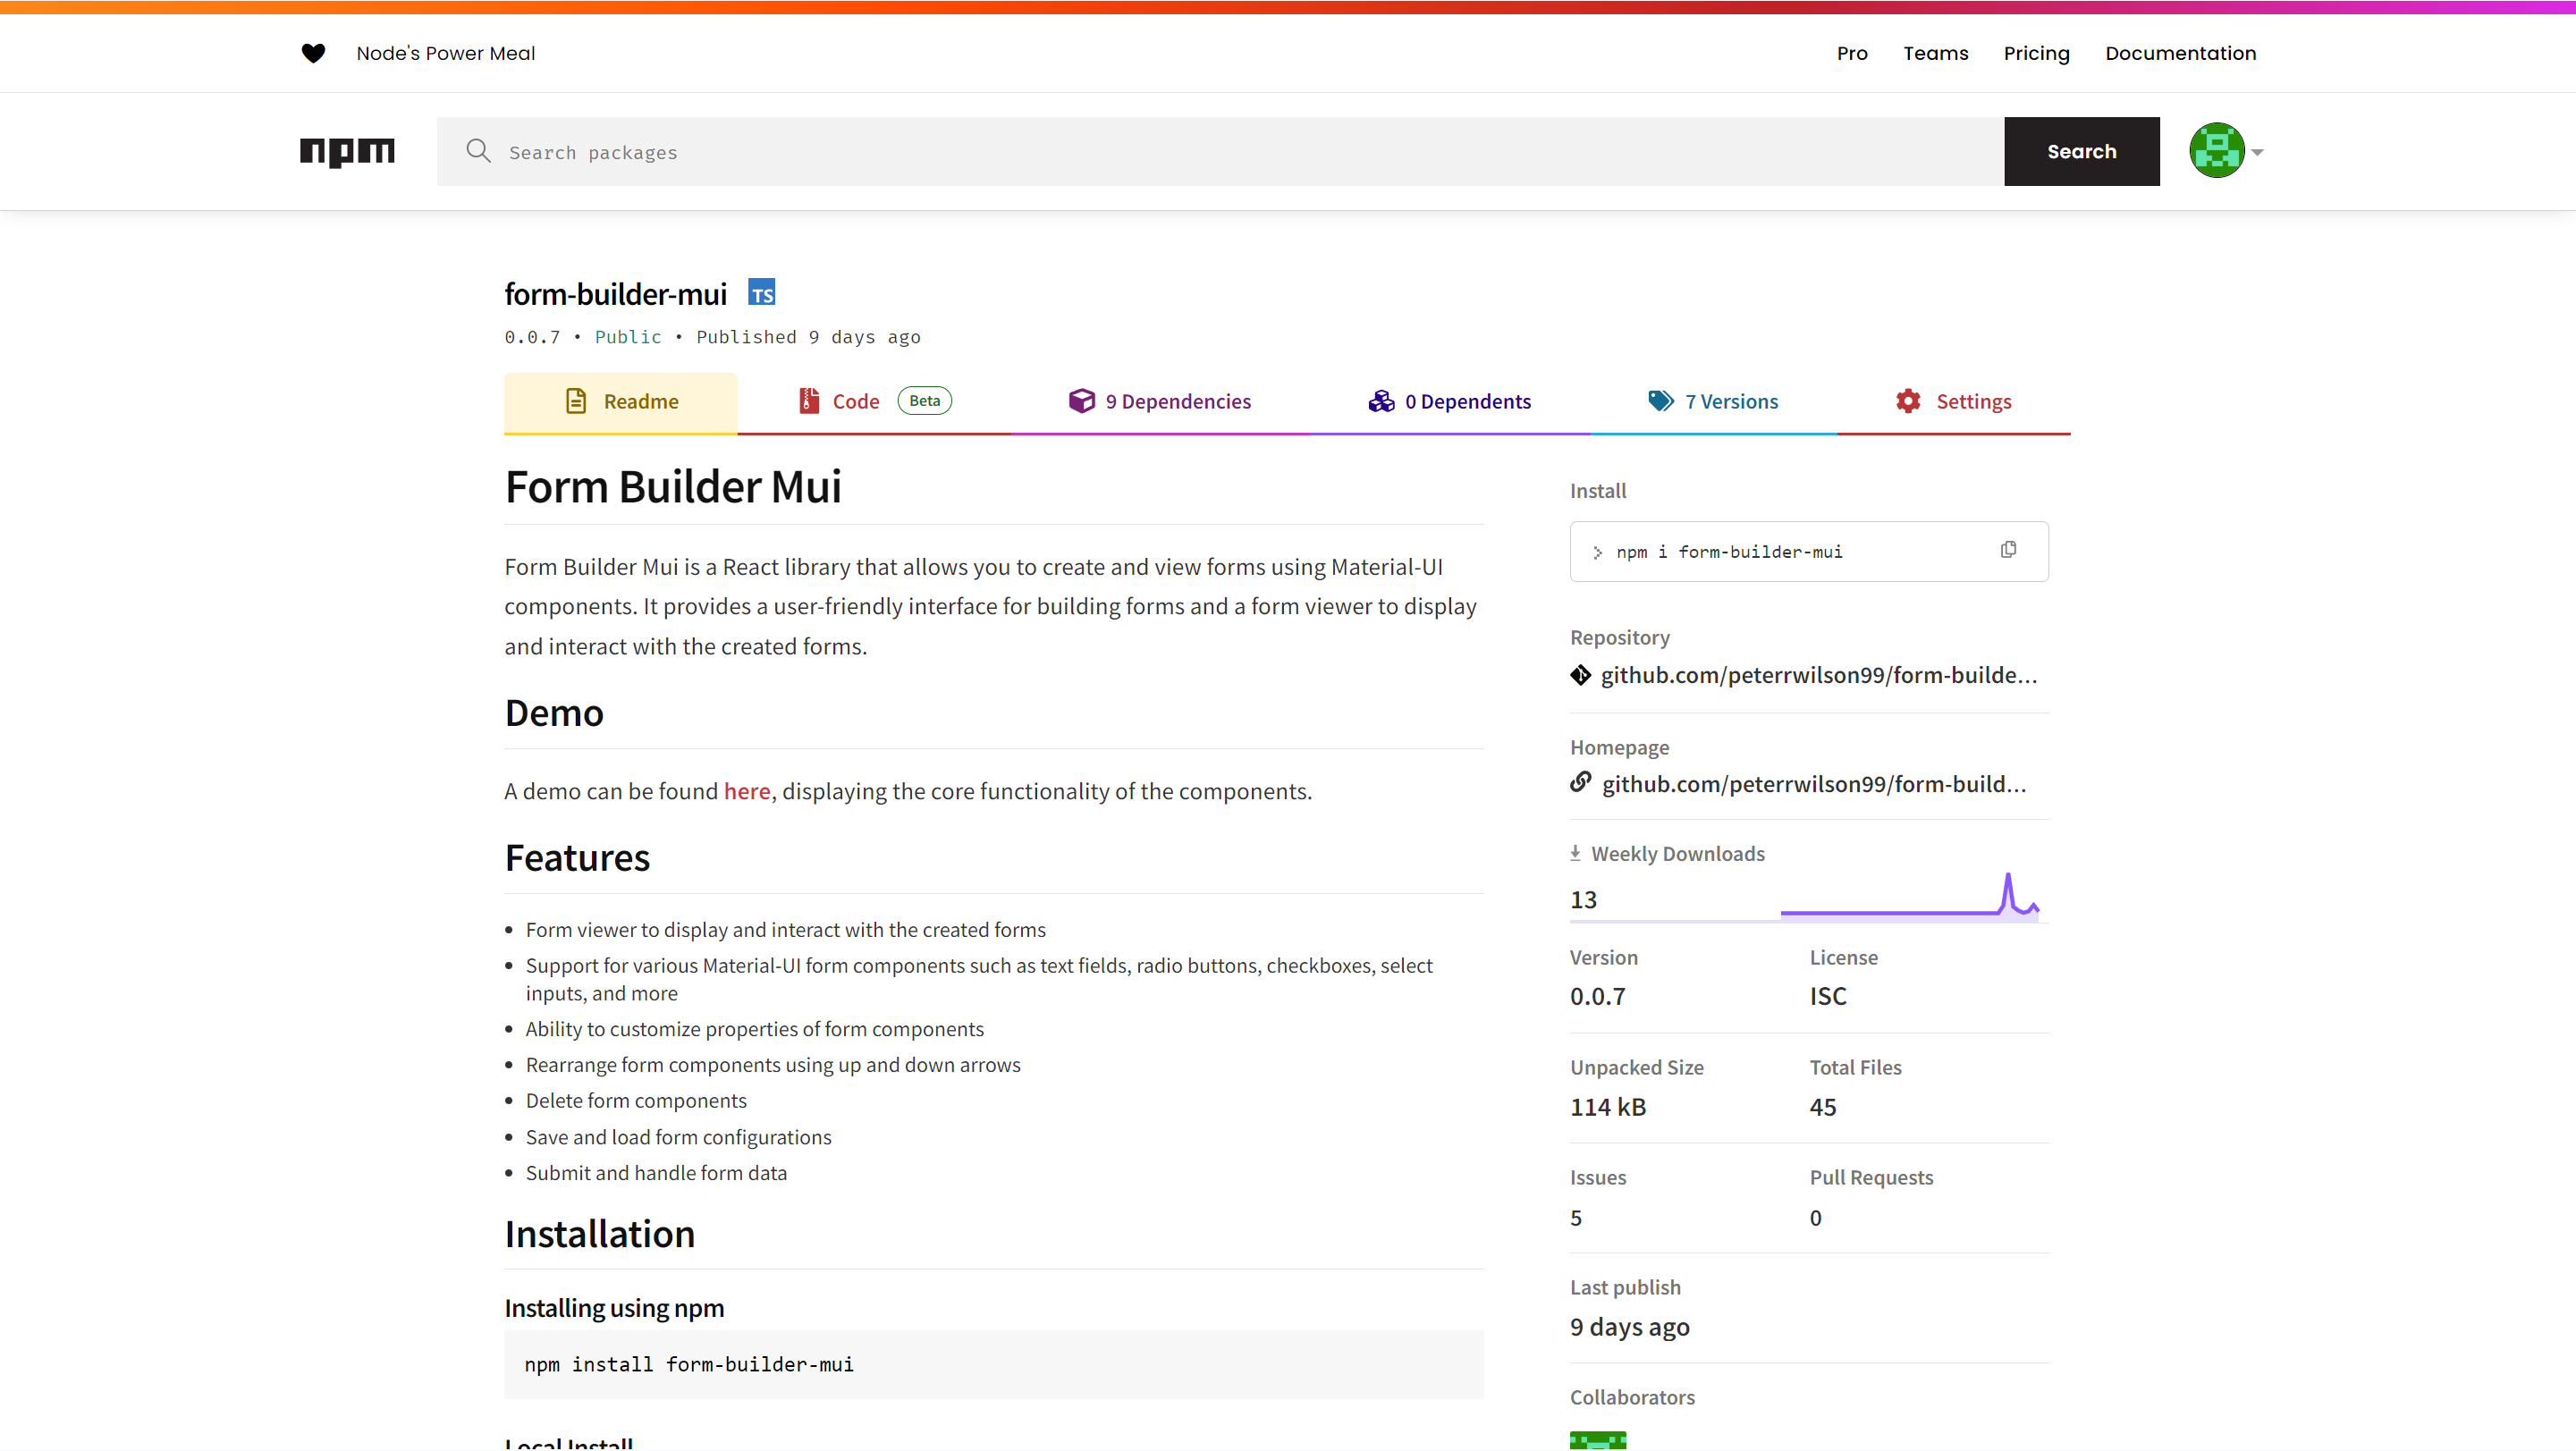 Node's Power Meal
Pro Teams Pricing Documentation
npm
Search packages
Search
form-builder-mui TS
0.0.7 • Public • Published 9 days ago
Readme
Code Beta
9 Dependencies
0 Dependents
7 Versions
Settings
Form Builder Mui
Form Builder Mui is a React library that allows you to create and view forms using Material-UI
components. It provides a user-friendly interface for building forms and a form viewer to display
and interact with the created forms.
Demo
A demo can be found here, displaying the core functionality of the components.
Features
• Form viewer to display and interact with the created forms
• Support for various Material-UI form components such as text fields, radio buttons, checkboxes, select
inputs, and more
• Ability to customize properties of form components
• Rearrange form components using up and down arrows
• Delete form components
• Save and load form configurations
• Submit and handle form data
Installation
Installing using npm
npm install form-builder-mui
Local Install
Install
> npm i form-builder-mui
Repository
github.com/peterrwilson99/form-builde...
Homepage
github.com/peterrwilson99/form-build...
Weekly Downloads
13
Version License
0.0.7 ISC
Unpacked Size Total Files
114 kB 45
Issues Pull Requests
5 0
Last publish
9 days ago
Collaborators